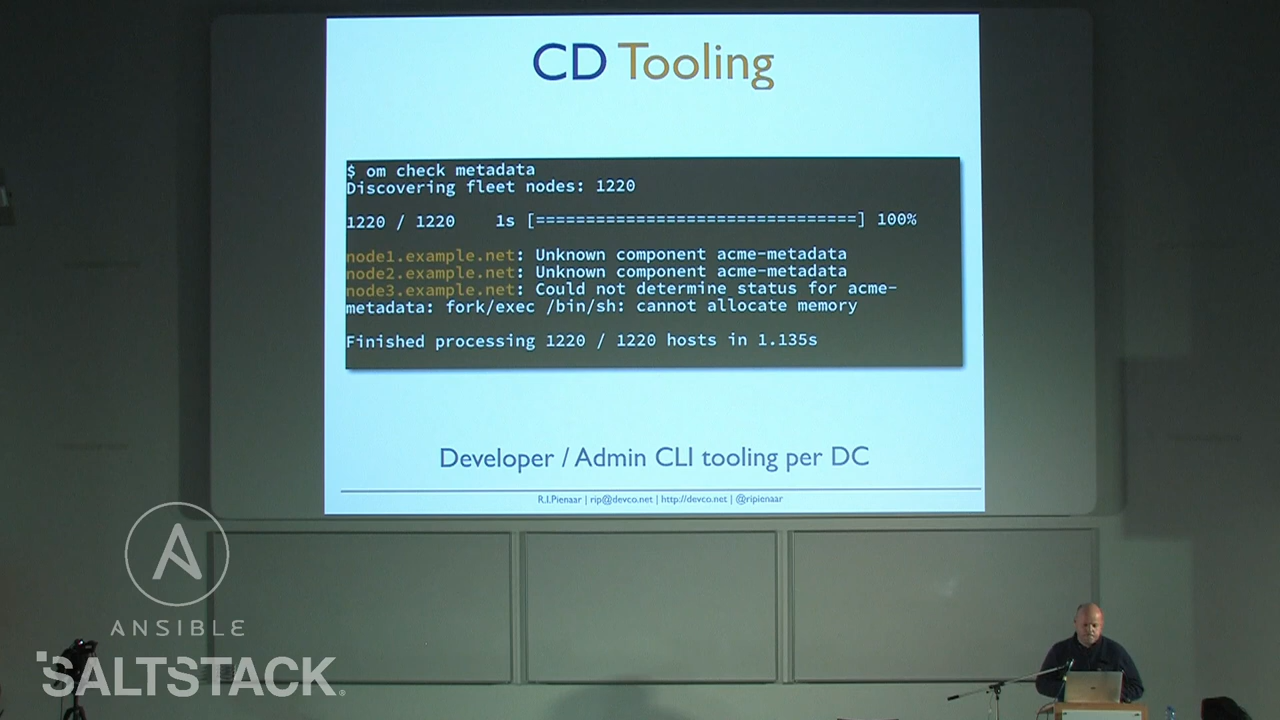 CD Tooling
$ om check metadata
Discovering fleet nodes: 1220
1220 / 1220 1s [================================] 100%
node1.example.net: Unknown component acme-metadata
node2.example.net: Unknown component acme-metadata
node3.example.net: Could not determine status for acme-
metadata: fork/exec /bin/sh: cannot allocate memory
Finished processing 1220 / 1220 hosts in 1.135s
Developer / Admin CLI tooling per DC
R.I.Pienaar | rip@devco.net | http://devco.net | @ripienaar
ANSIBLE
SALTSTACK